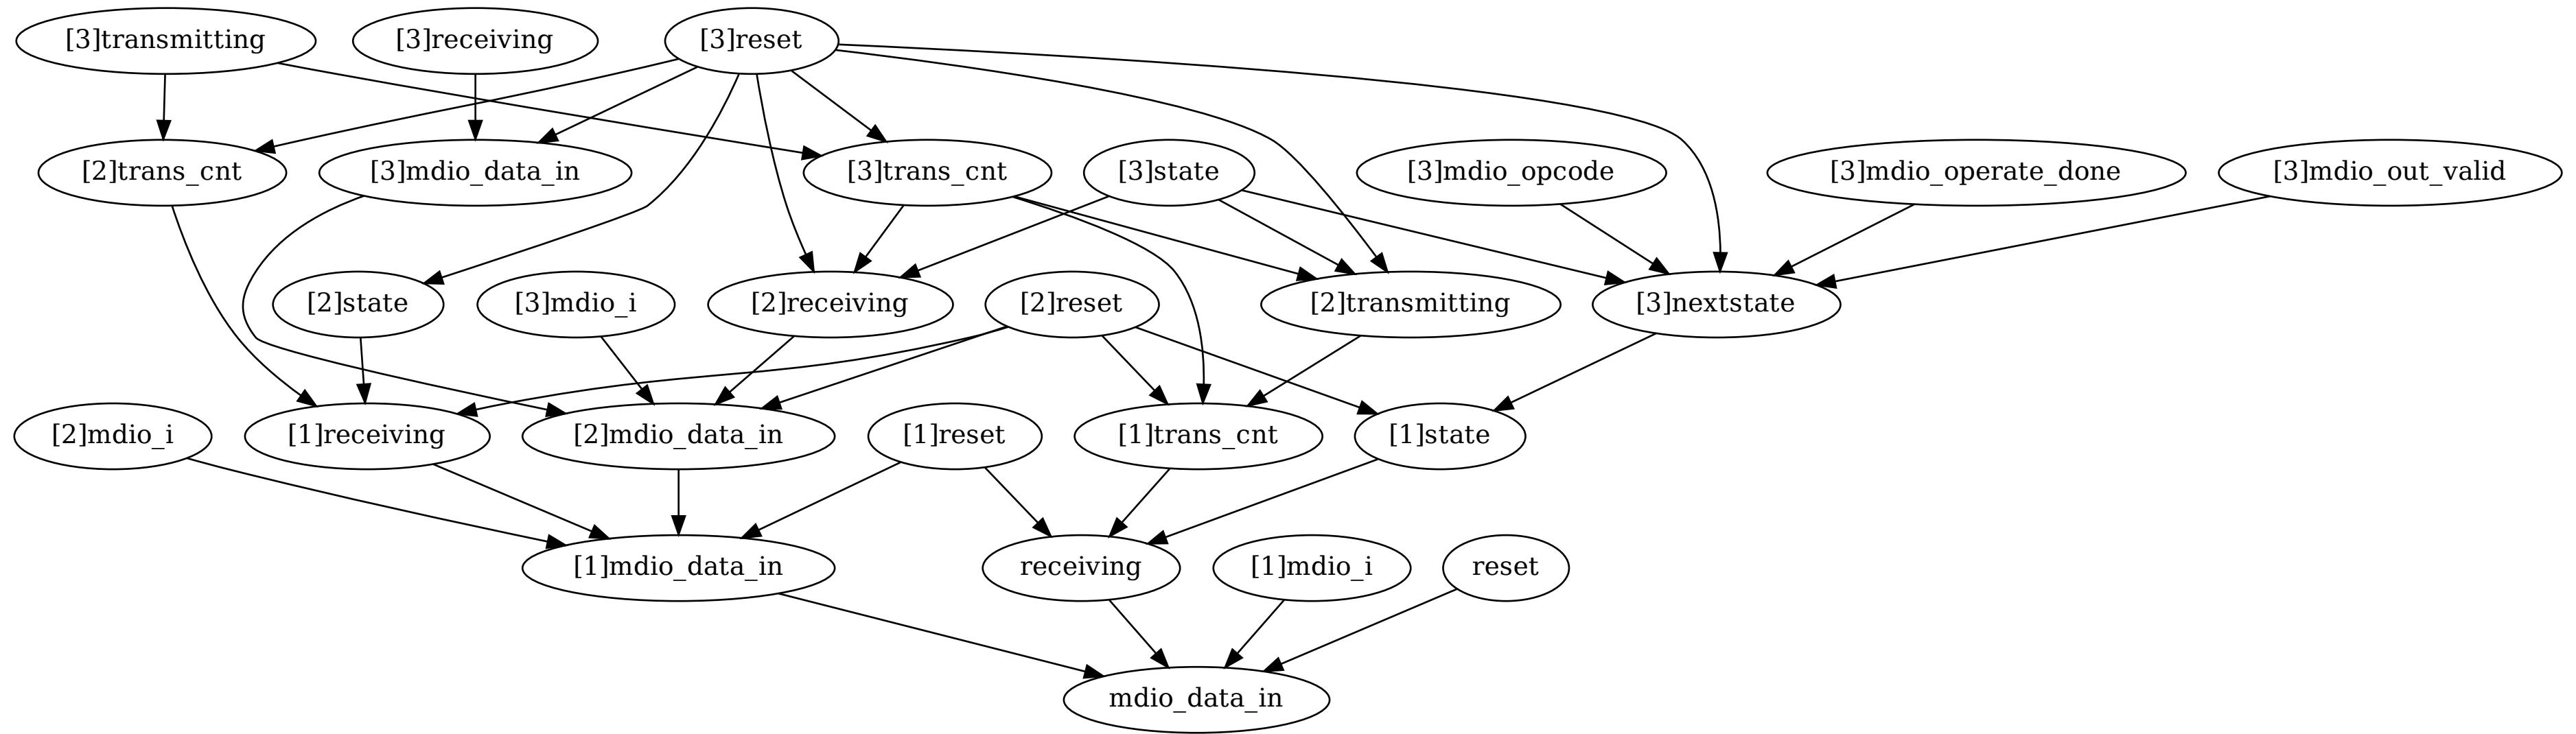 [3]transmitting
[3]receiving
[3]reset
[2]trans_cnt
[3]mdio_data_in
[3]trans_cnt
[3]state
[3]mdio_opcode
[3]mdio_operate_done
[3]mdio_out_valid
[2]state
[3]mdio_i
[2]receiving
[2]reset
[2]transmitting
[3]nextstate
[2]mdio_i
[1]receiving
[2]mdio_data_in
[1]reset
[1]trans_cnt
[1]state
[1]mdio_data_in
receiving
[1]mdio_i
reset
mdio_data_in